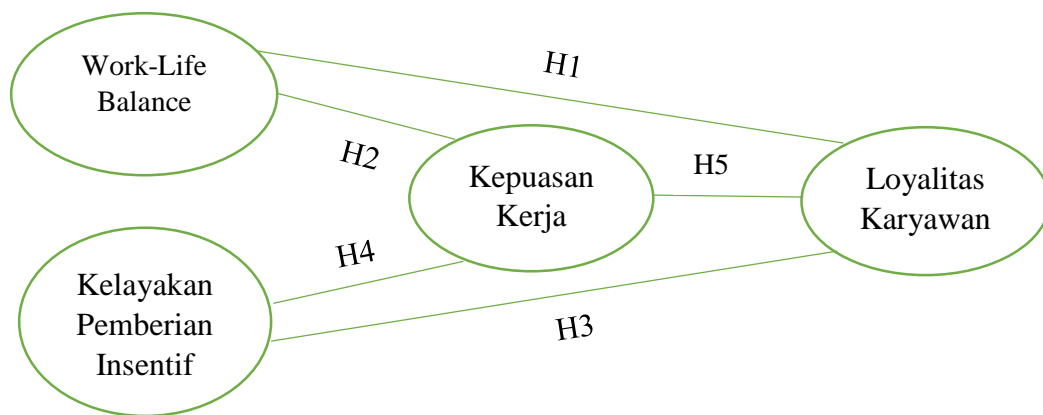 Work-Life
Balance
H1
H2
Kepuasan
Kerja
H5
Loyalitas
Karyawan
H4
Kelayakan
Pemberian
Insentif
H3